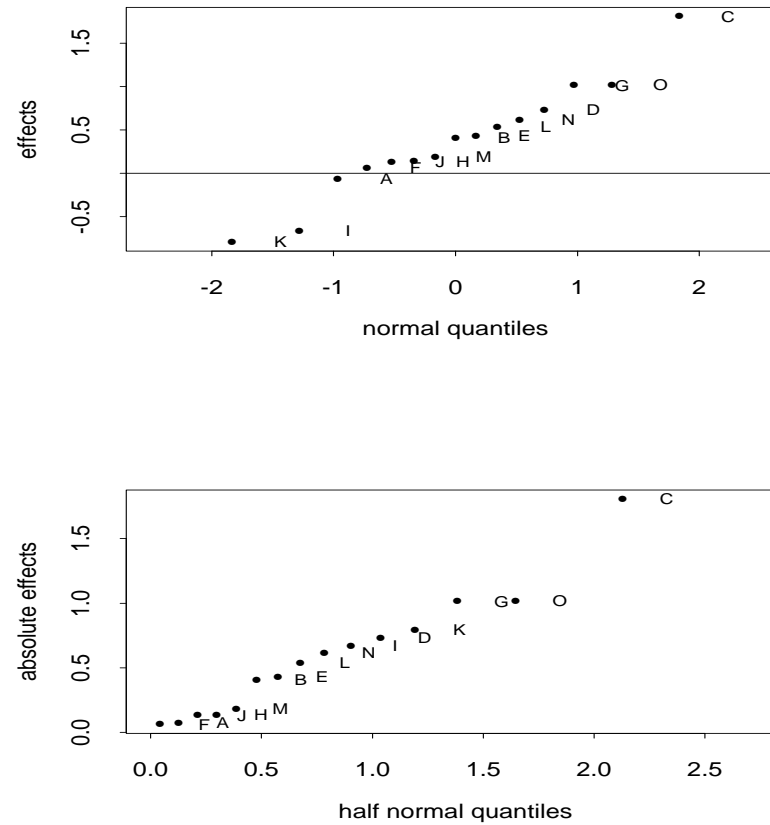 effects
1.5
0.5
-0.5
C
G O
D
N
L
E
B
M
H
J
F
A
I
K
-2 -1 0 1 2
normal quantiles
absolute effects
1.5
1.0
0.5
0.0
C
G O
K
D
I
N
L
E
B
M
H
J
A
F
0.0 0.5 1.0 1.5 2.0 2.5
half normal quantiles